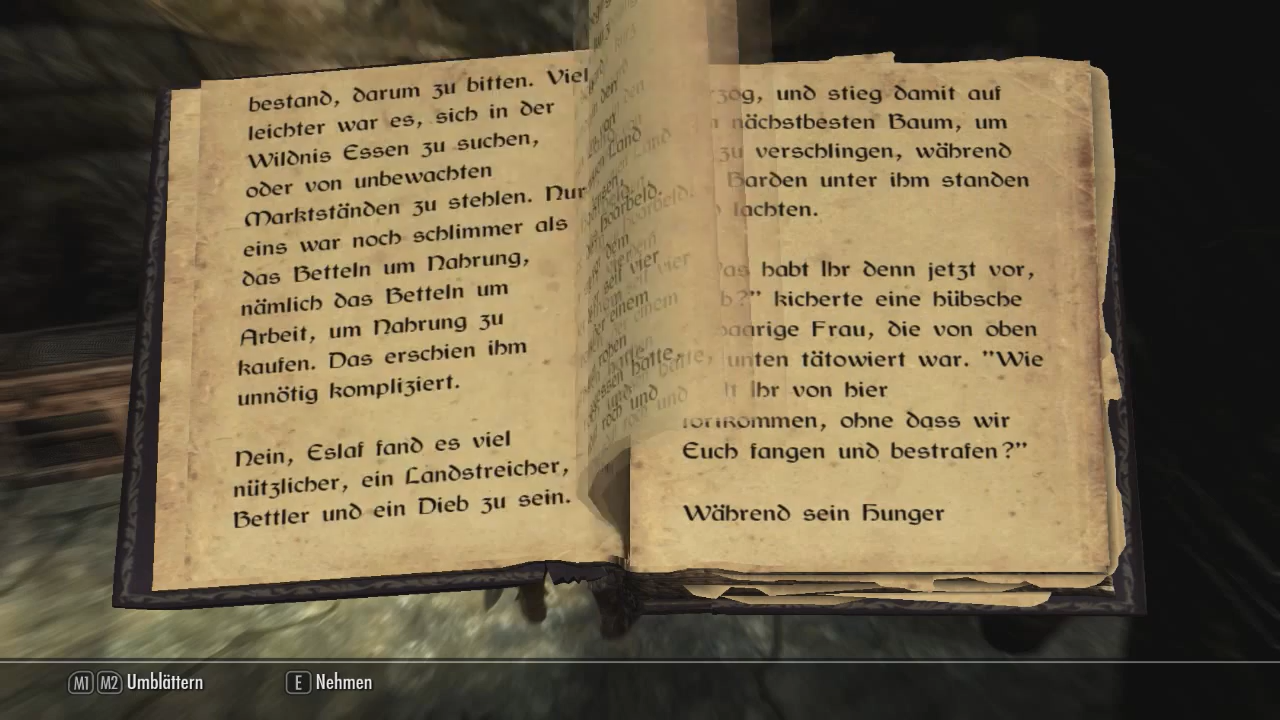 bestand, darum zu bitten. Viel
leichter war es, sich in der
Wildnis Essen zu suchen,
oder von unbewachten
Marktständen zu stehlen. Nur
eins war noch schlimmer als
das Betteln um Nahrung,
nämlich das Betteln um
Arbeit, um Nahrung zu
kaufen. Das erschien ihm
unnötig kompliziert.
Nein, Eslaf fand es viel
nützlicher, ein Landstreicher,
Bettler und ein Dieb zu sein.
und stieg damit auf
nächstbesten Baum, um
zu verschlingen, während
Barden unter ihm standen
lachten.
habt Ihr denn jetzt vor,
kicherte eine hübsche
Frau, die von oben
unten tätowiert war. "Wie
Ihr von hier
fortkommen, ohne dass wir
Euch fangen und bestrafen?"
Während sein Hunger
M1 M2 Umblättern
E Nehmen